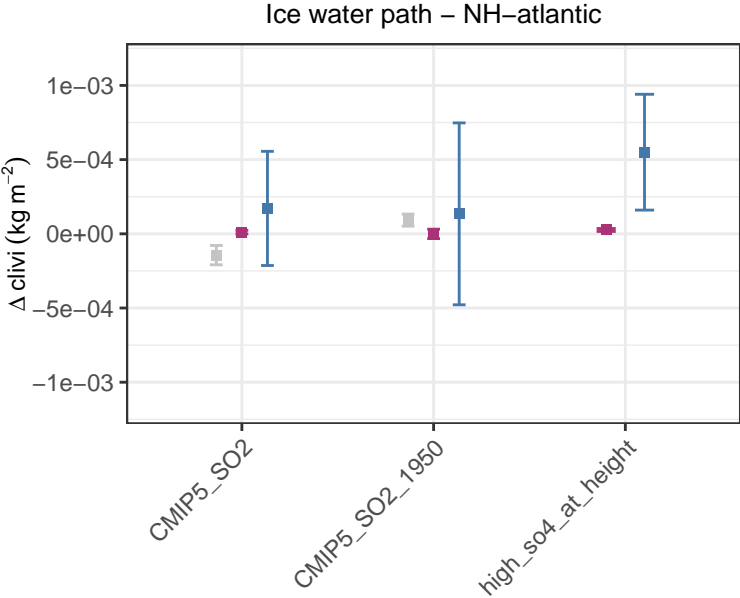 Ice water path − NH−atlantic
Δ clivi (kg m−2)
1e−03
5e−04
0e+00
−5e−04
−1e−03
CMIP5_SO2
CMIP5_SO2_1950
high_so4_at_height